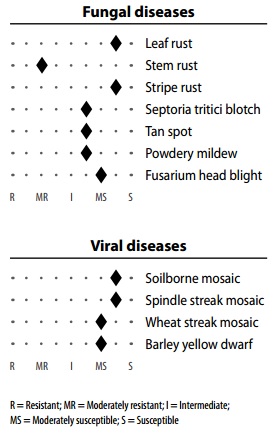 Fungal diseases
Leaf rust
Stem rust
Stripe rust
Septoria tritici blotch
Tan spot
Powdery mildew
Fusarium head blight
R MR I MS S
Viral diseases
Soilborne mosaic
Spindle streak mosaic
Wheat streak mosaic
Barley yellow dwarf
R MR I MS S
R = Resistant; MR = Moderately resistant; I = Intermediate;
MS = Moderately susceptible; S = Susceptible